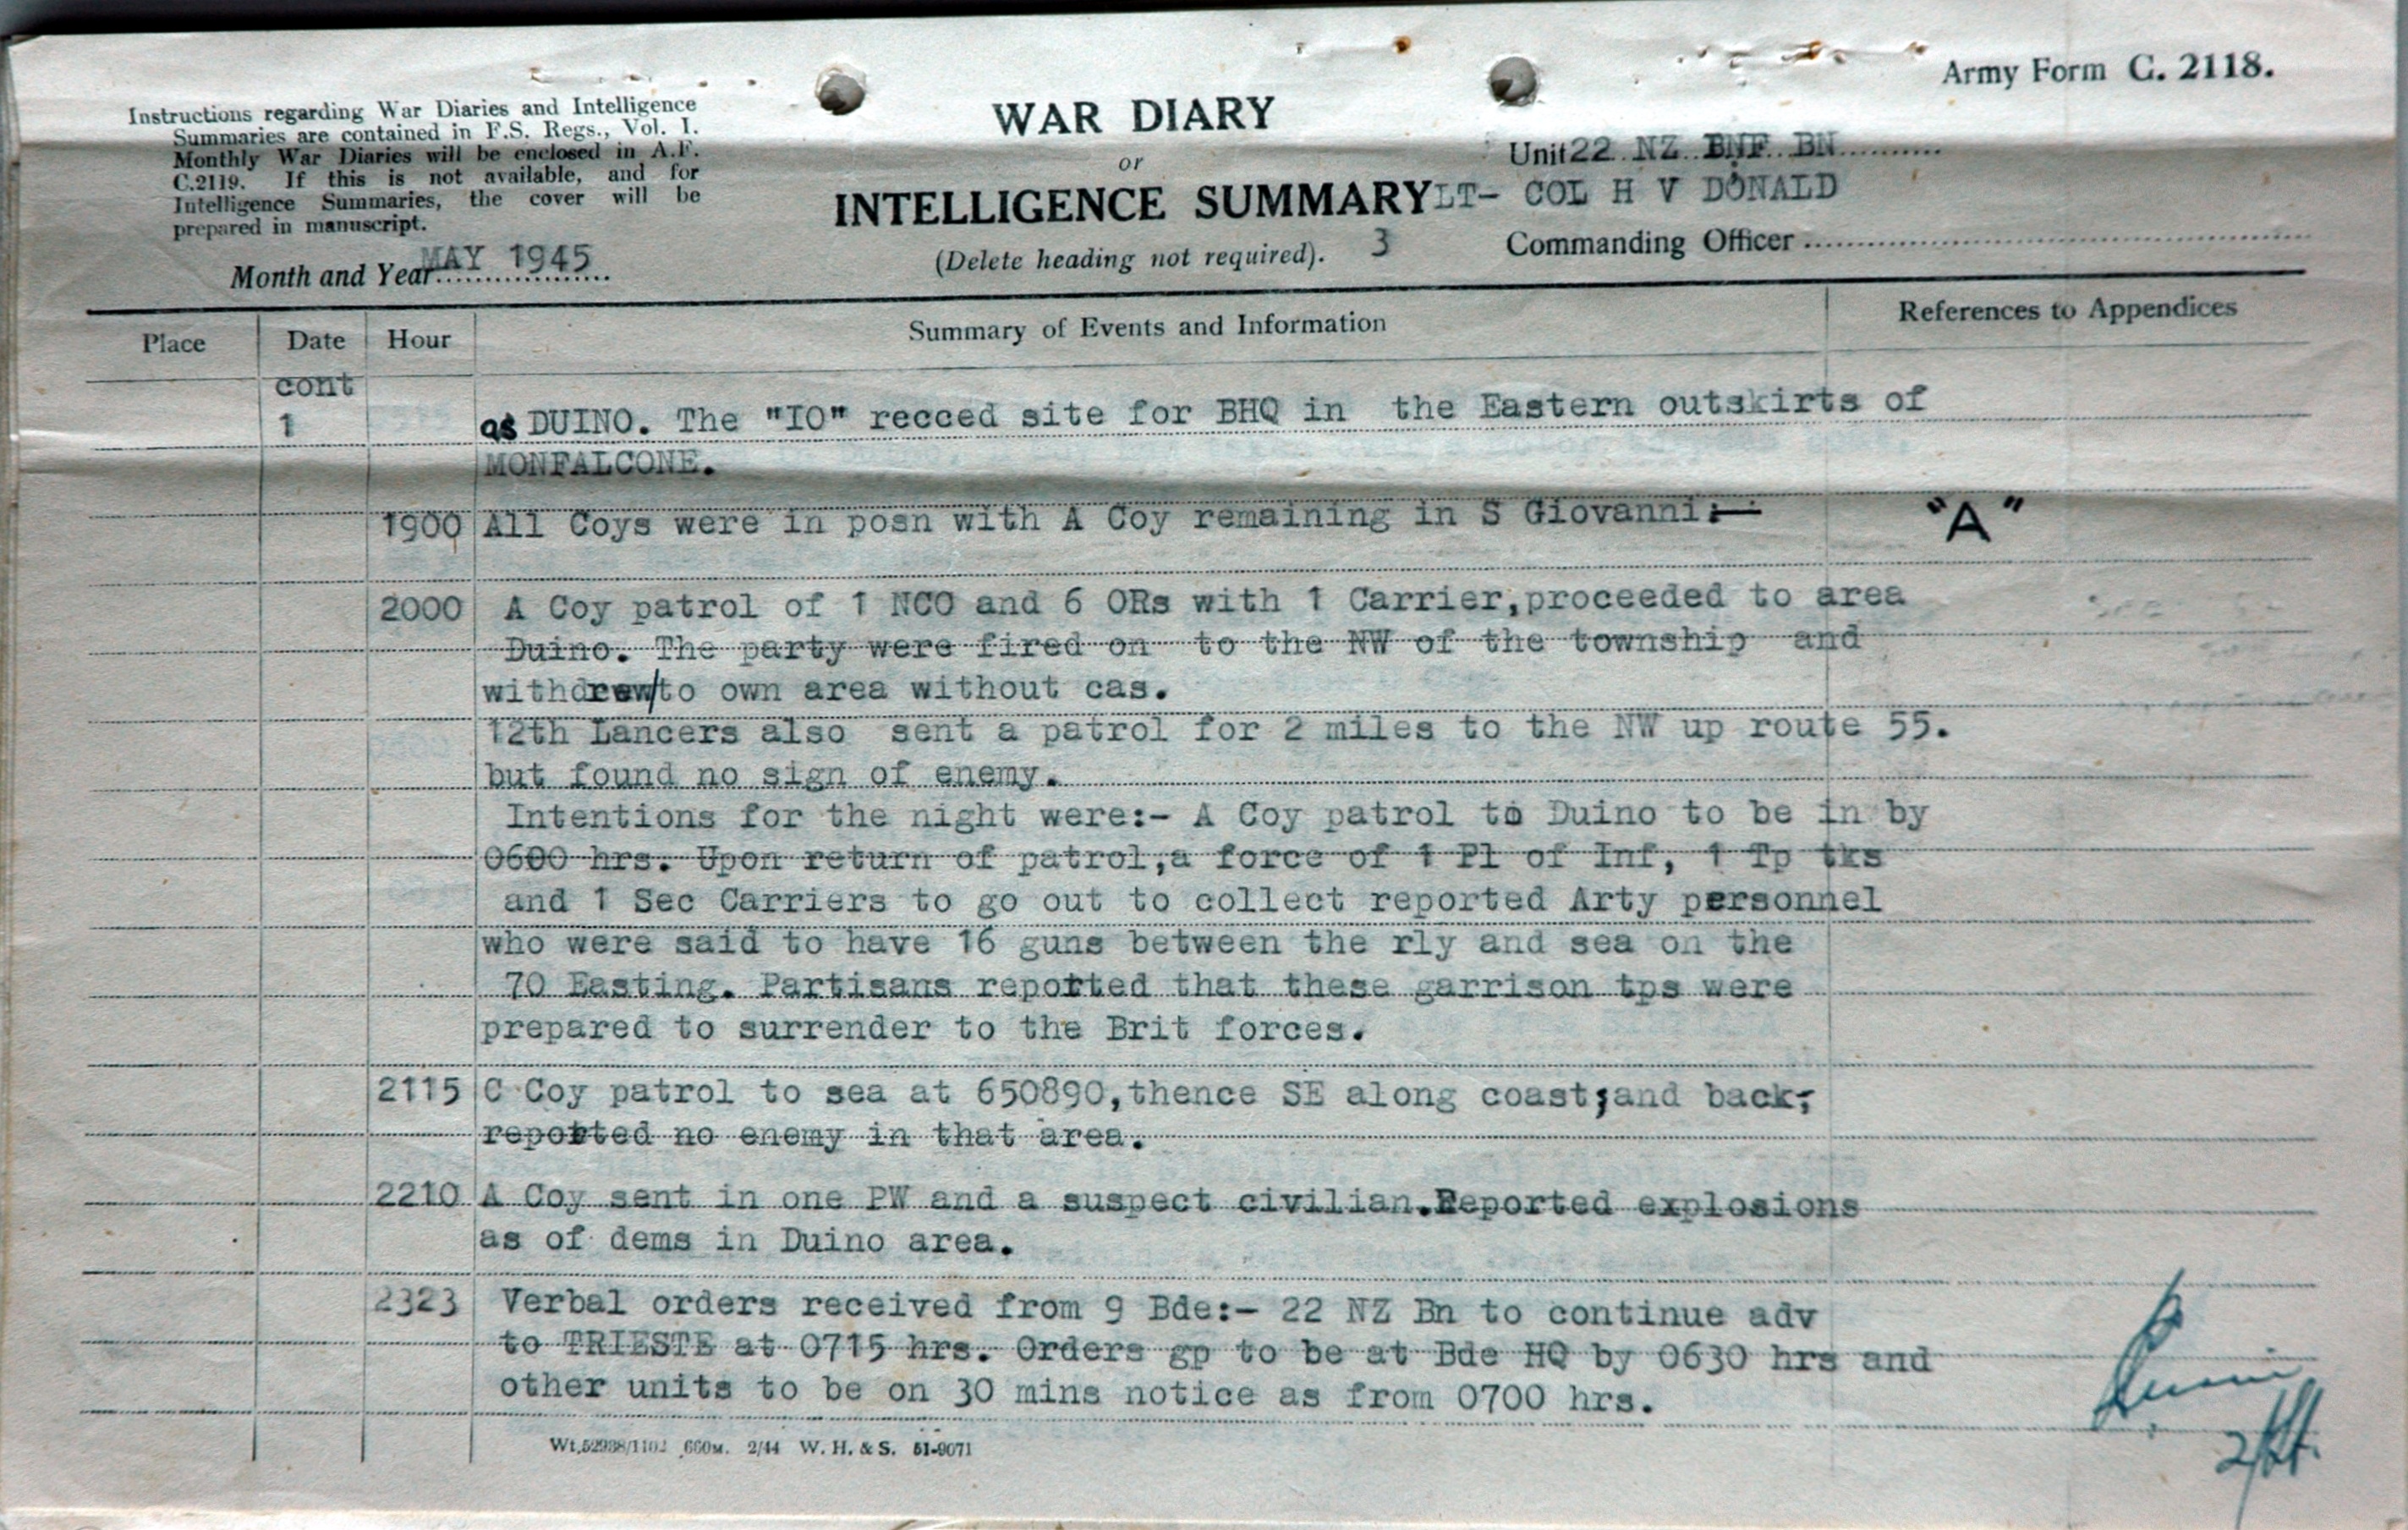 Army Form C. 2118.
Instructions regarding War Diaries and Intelligence
Summaries are contained in F.S. Regs., Vol. I.
Monthly War Diaries will be enclosed in A.F.
C.2119. If this is not available, and for
Intelligence Summaries, the cover will be
prepared in manuscript.
Month and Year MAY 1945
WAR DIARY
or
INTELLIGENCE SUMMARY
(Delete heading not required). 3
Unit 22 NZ BN
LT- COL H V DONALD
Commanding Officer
Place Date Hour Summary of Events and Information References to Appendices
cont
1 as DUINO. The "IO" recced site for BHQ in the Eastern outskirts of
MONFALCONE.
1900 All Coys were in posn with A Coy remaining in S Giovanni. "A"
2000 A Coy patrol of 1 NCO and 6 ORs with 1 Carrier,proceeded to area
Duino. The party were fired on to the NW of the township and
withdrew/to own area without cas.
12th Lancers also sent a patrol for 2 miles to the NW up route 55.
but found no sign of enemy.
Intentions for the night were:- A Coy patrol to Duino to be in by
0600 hrs. Upon return of patrol,a force of 1 Pl of Inf, 1 Tp tks
and 1 Sec Carriers to go out to collect reported Arty personnel
who were said to have 16 guns between the rly and sea on the
70 Easting. Partisans reported that these garrison tps were
prepared to surrender to the Brit forces.
2115 C Coy patrol to sea at 650890,thence SE along coast;and back;
reported no enemy in that area.
2210 A Coy sent in one PW and a suspect civilian.Reported explosions
as of dems in Duino area.
2323 Verbal orders received from 9 Bde:- 22 NZ Bn to continue adv
to TRIESTE at 0715 hrs. Orders gp to be at Bde HQ by 0630 hrs and
other units to be on 30 mins notice as from 0700 hrs.
660M. 2/44 W. H. & S. 51-9071